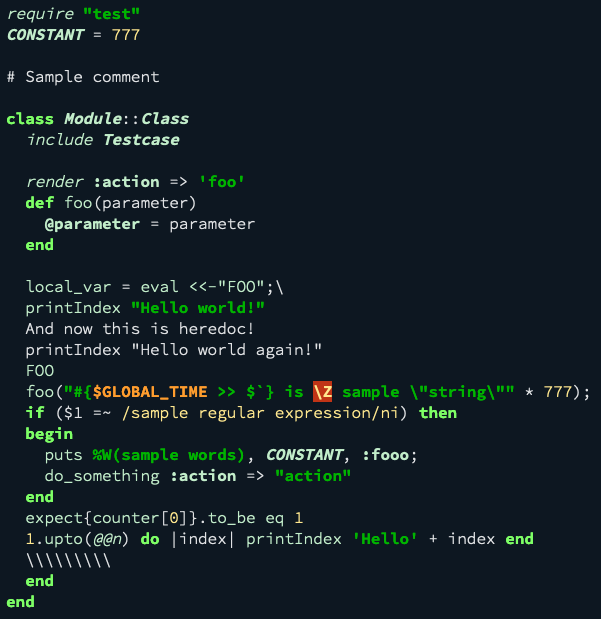 require "test"
CONSTANT = 777

# Sample comment

class Module::Class
  include Testcase

  render :action => 'foo'
  def foo(parameter)
    @parameter = parameter
  end

  local_var = eval <<-"FOO";\
  printIndex "Hello world!"
  And now this is heredoc!
  printIndex "Hello world again!"
  FOO
  foo("#{$GLOBAL_TIME >> $`} is \Z sample \"string\"" * 777);
  if ($1 =~ /sample regular expression/ni) then
  begin
    puts %W(sample words), CONSTANT, :fooo;
    do_something :action => "action"
  end
  expect{counter[0]}.to_be eq 1
  1.upto(@@n) do |index| printIndex 'Hello' + index end
  \\\\\\\\\
  end
end